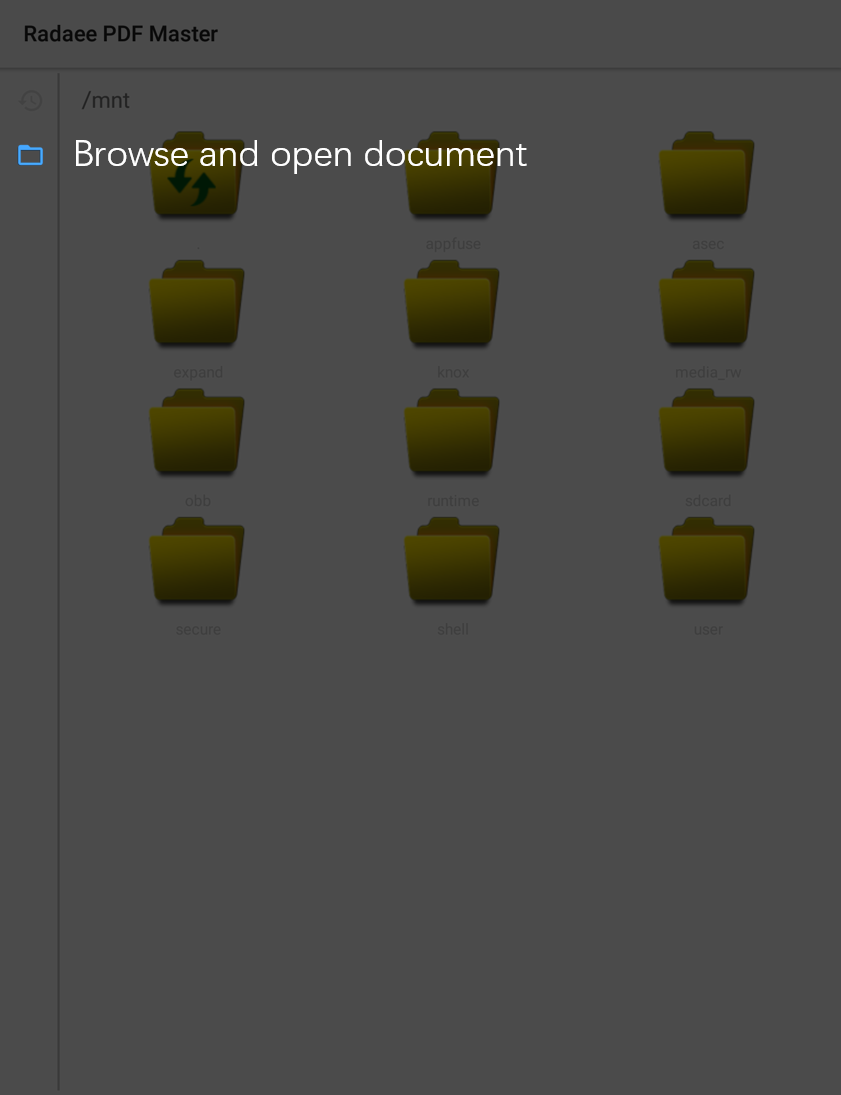 Radaee PDF Master
/mnt
Browse and open document
.
appfuse
asec
expand
knox
media_rw
obb
runtime
sdcard
secure
shell
user